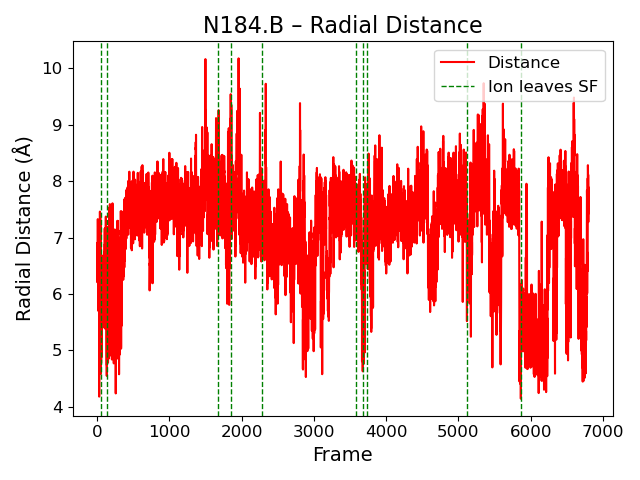 N184.B – Radial Distance
Distance
Ion leaves SF
Radial Distance (Å)
10
9
8
7
6
5
4
0 1000 2000 3000 4000 5000 6000 7000
Frame